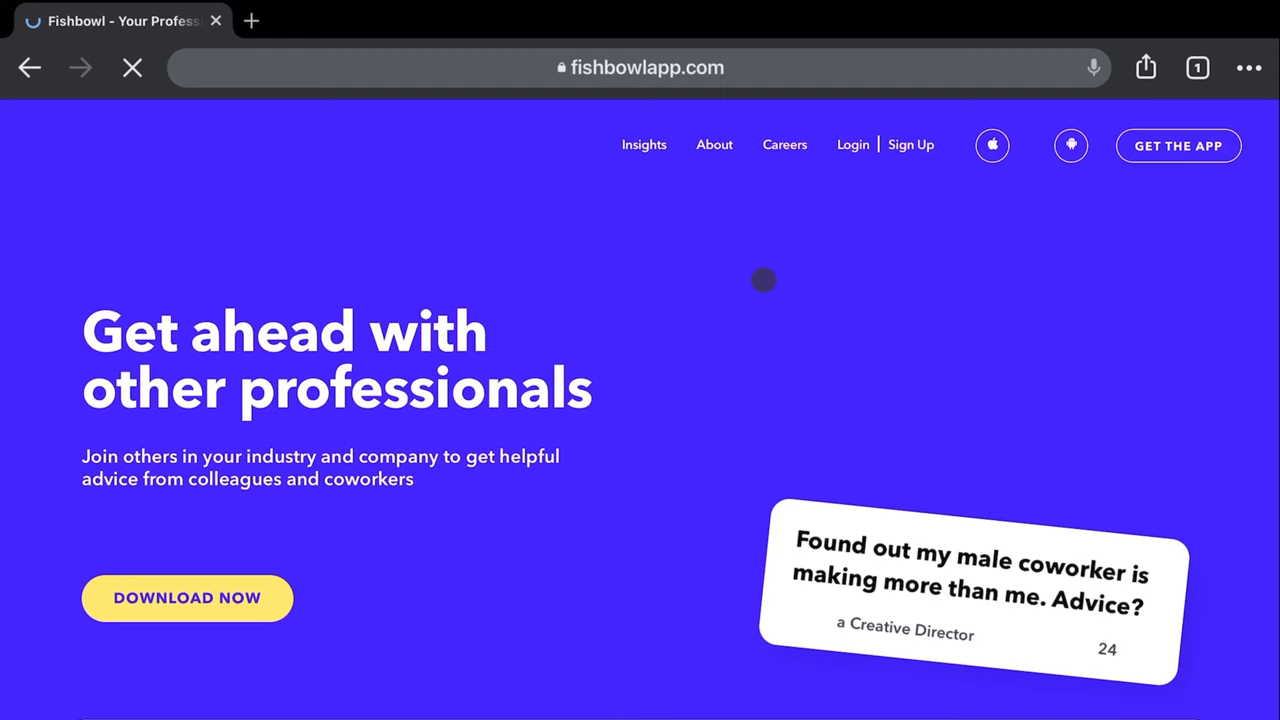 Fishbowl - Your Profess
fishbowlapp.com
1
Insights
About
Careers
Login | Sign Up
GET THE APP
Get ahead with
other professionals
Join others in your industry and company to get helpful
advice from colleagues and coworkers
DOWNLOAD NOW
Found out my male coworker is
making more than me. Advice?
a Creative Director
24